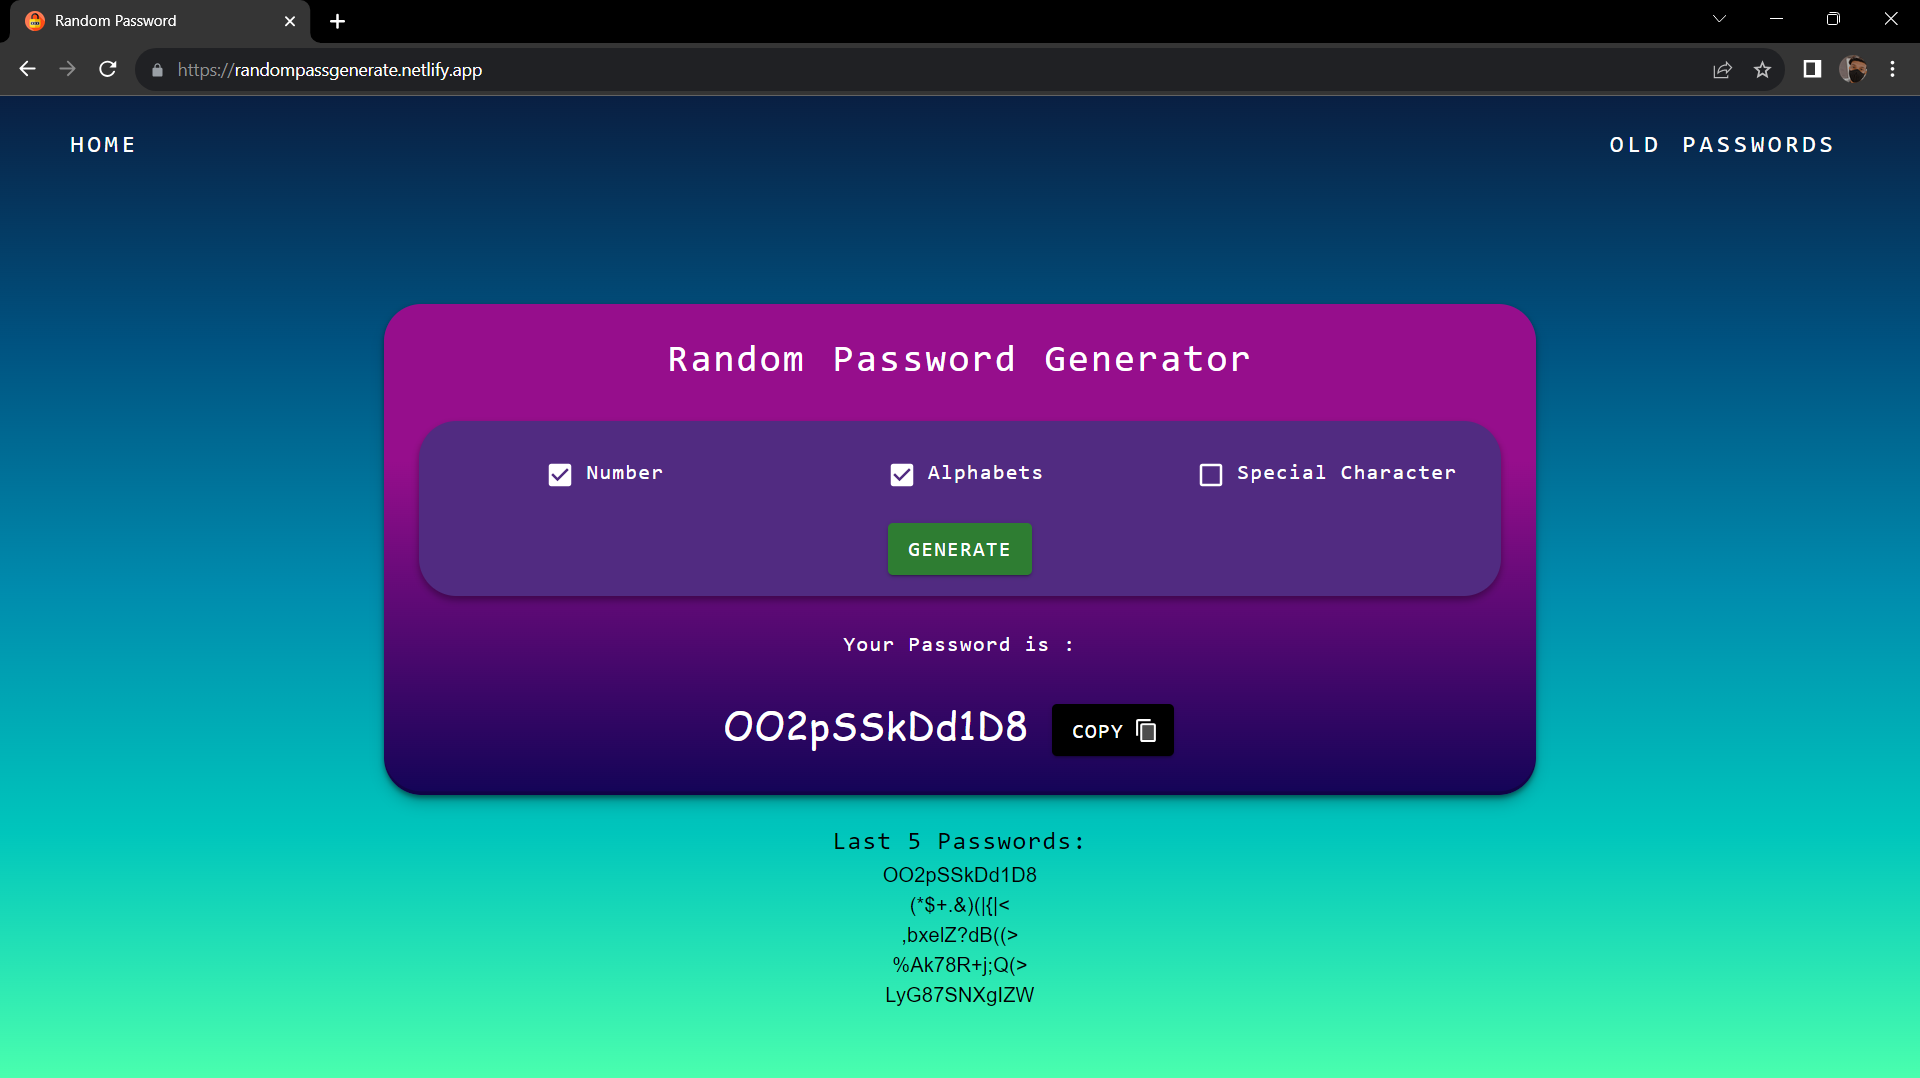 Random Password
https://randompassgenerate.netlify.app
HOME
OLD PASSWORDS
Random Password Generator
Number
Alphabets
Special Character
GENERATE
Your Password is :
OO2pSSkDd1D8
COPY
Last 5 Passwords:
OO2pSSkDd1D8
(*$+.&)(|{|<
,bxelZ?dB((>
%Ak78R+j;Q(>
LyG87SNXglZW